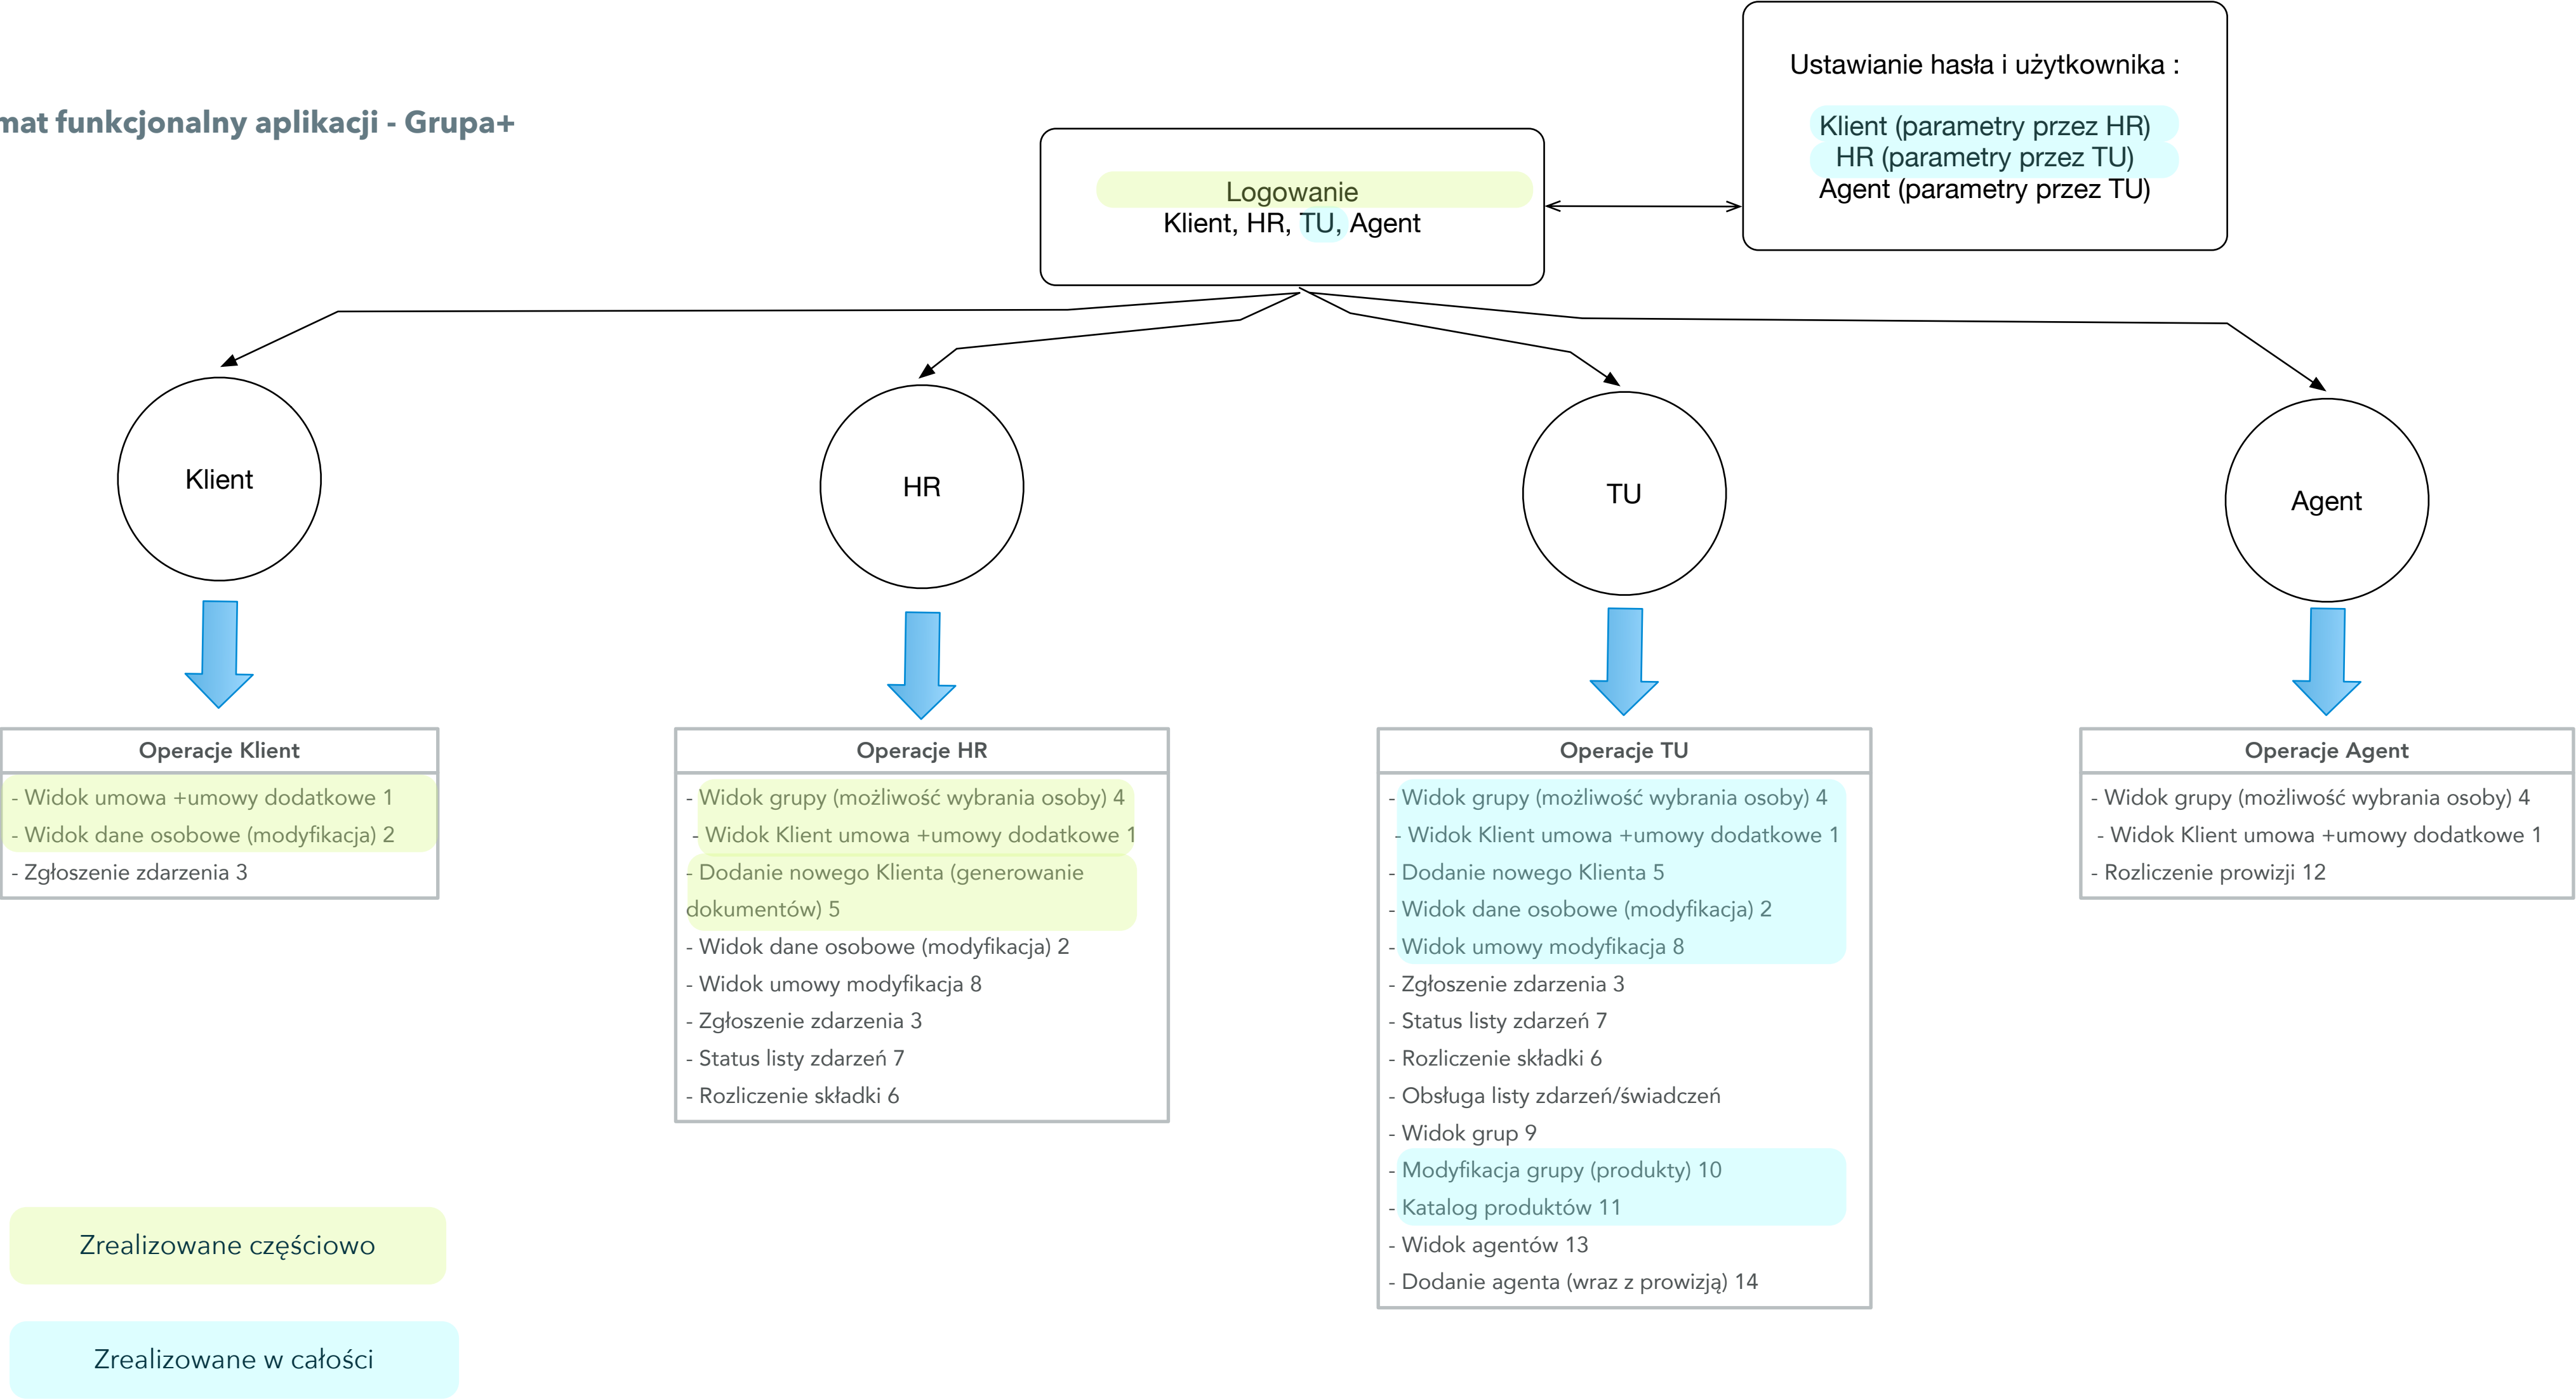 mat funkcjonalny aplikacji - Grupa+
Ustawianie hasła i użytkownika :
Klient (parametry przez HR)
HR (parametry przez TU)
Agent (parametry przez TU)
Logowanie
Klient, HR, TU, Agent
Klient
HR
TU
Agent
Operacje Klient
- Widok umowa +umowy dodatkowe 1
- Widok dane osobowe (modyfikacja) 2
- Zgłoszenie zdarzenia 3
Operacje HR
- Widok grupy (możliwość wybrania osoby) 4
- Widok Klient umowa +umowy dodatkowe 1
- Dodanie nowego Klienta (generowanie
dokumentów) 5
- Widok dane osobowe (modyfikacja) 2
- Widok umowy modyfikacja 8
- Zgłoszenie zdarzenia 3
- Status listy zdarzeń 7
- Rozliczenie składki 6
Operacje TU
- Widok grupy (możliwość wybrania osoby) 4
- Widok Klient umowa +umowy dodatkowe 1
- Dodanie nowego Klienta 5
- Widok dane osobowe (modyfikacja) 2
- Widok umowy modyfikacja 8
- Zgłoszenie zdarzenia 3
- Status listy zdarzeń 7
- Rozliczenie składki 6
- Obsługa listy zdarzeń/świadczeń
- Widok grup 9
- Modyfikacja grupy (produkty) 10
- Katalog produktów 11
- Widok agentów 13
- Dodanie agenta (wraz z prowizją) 14
Operacje Agent
- Widok grupy (możliwość wybrania osoby) 4
- Widok Klient umowa +umowy dodatkowe 1
- Rozliczenie prowizji 12
Zrealizowane częściowo
Zrealizowane w całości